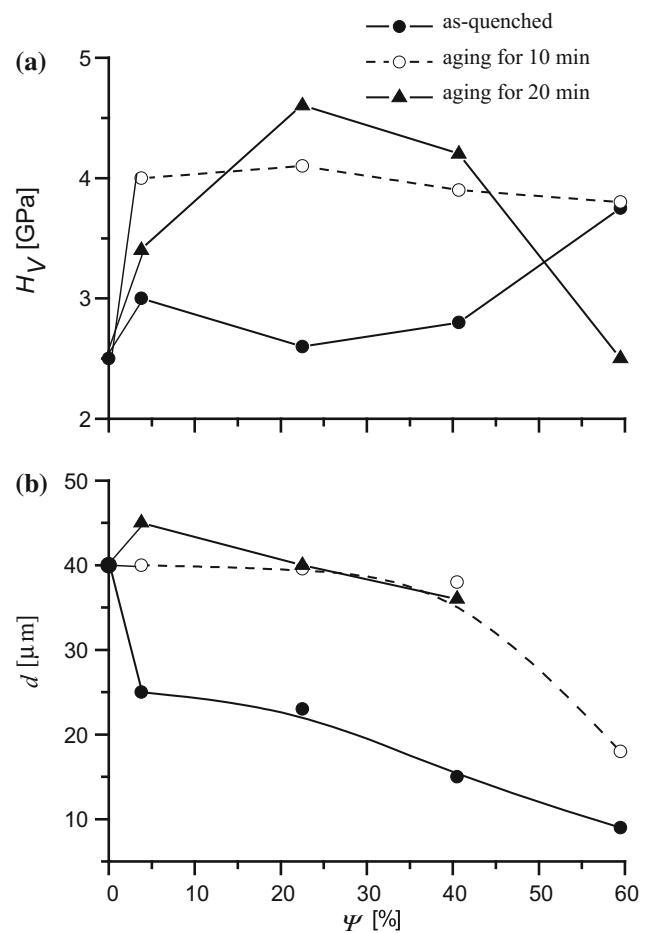 as-quenched
(a)
aging for 10 min
aging for 20 min
5
4
3
2
H_V [GPa]
(b)
50
40
30
20
10
d [μm]
0 10 20 30 40 50 60
Ψ [%]